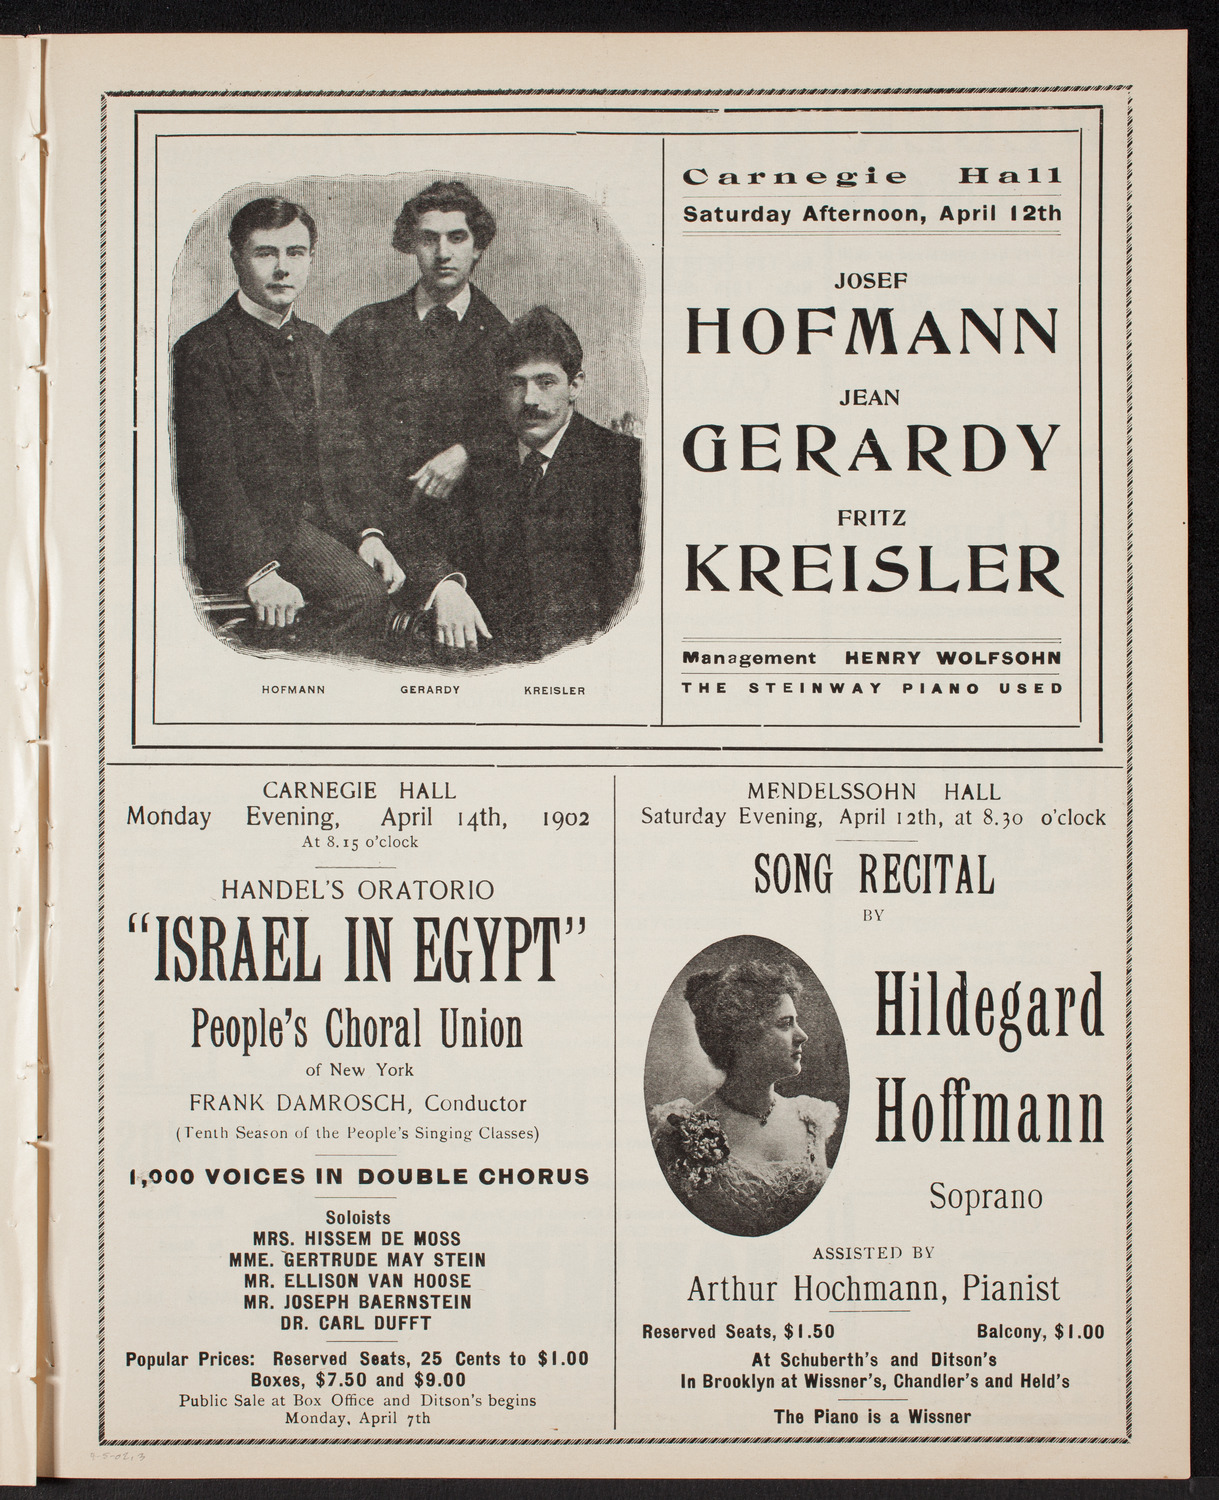 Carnegie Hall
Saturday Afternoon, April 12th
JOSEF
HOFMANN
JEAN
GERARDY
FRITZ
KREISLER
Management HENRY WOLFSOHN
THE STEINWAY PIANO USED
HOFMANN GERARDY KREISLER
CARNEGIE HALL
Monday Evening, April 14th, 1902
At 8.15 o'clock
HANDEL'S ORATORIO
"ISRAEL IN EGYPT"
People's Choral Union
of New York
FRANK DAMROSCH, Conductor
(Tenth Season of the People's Singing Classes)
1,000 VOICES IN DOUBLE CHORUS
Soloists
MRS. HISSEM DE MOSS
MME. GERTRUDE MAY STEIN
MR. ELLISON VAN HOOSE
MR. JOSEPH BAERNSTEIN
DR. CARL DUFFT
Popular Prices: Reserved Seats, 25 Cents to $1.00
Boxes, $7.50 and $9.00
Public Sale at Box Office and Ditson's begins
Monday, April 7th
MENDELSSOHN HALL
Saturday Evening, April 12th, at 8.30 o'clock
SONG RECITAL
BY
Hildegard
Hoffmann
Soprano
ASSISTED BY
Arthur Hochmann, Pianist
Reserved Seats, $1.50 Balcony, $1.00
At Schuberth's and Ditson's
In Brooklyn at Wissner's, Chandler's and Held's
The Piano is a Wissner